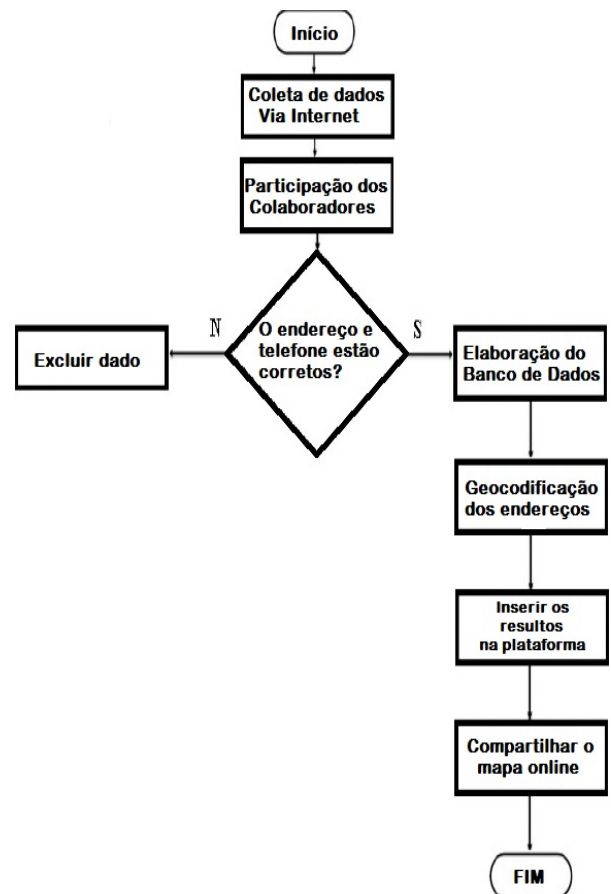 Início
Coleta de dados
Via Internet
Participação dos
Colaboradores
N
O endereço e
telefone estão
corretos?
S
Excluir dado
Elaboração do
Banco de Dados
Geocodificação
dos endereços
Inserir os
resultos
na plataforma
Compartilhar o
mapa online
FIM